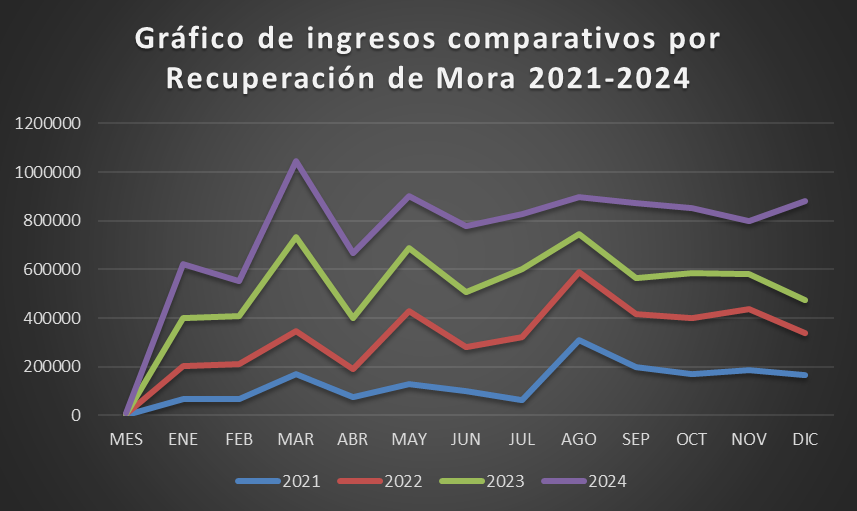 Gráfico de ingresos comparativos por
Recuperación de Mora 2021-2024
1200000
1000000
800000
600000
400000
200000
0
MES ENE FEB MAR ABR MAY JUN JUL AGO SEP OCT NOV DIC
2021 2022 2023 2024